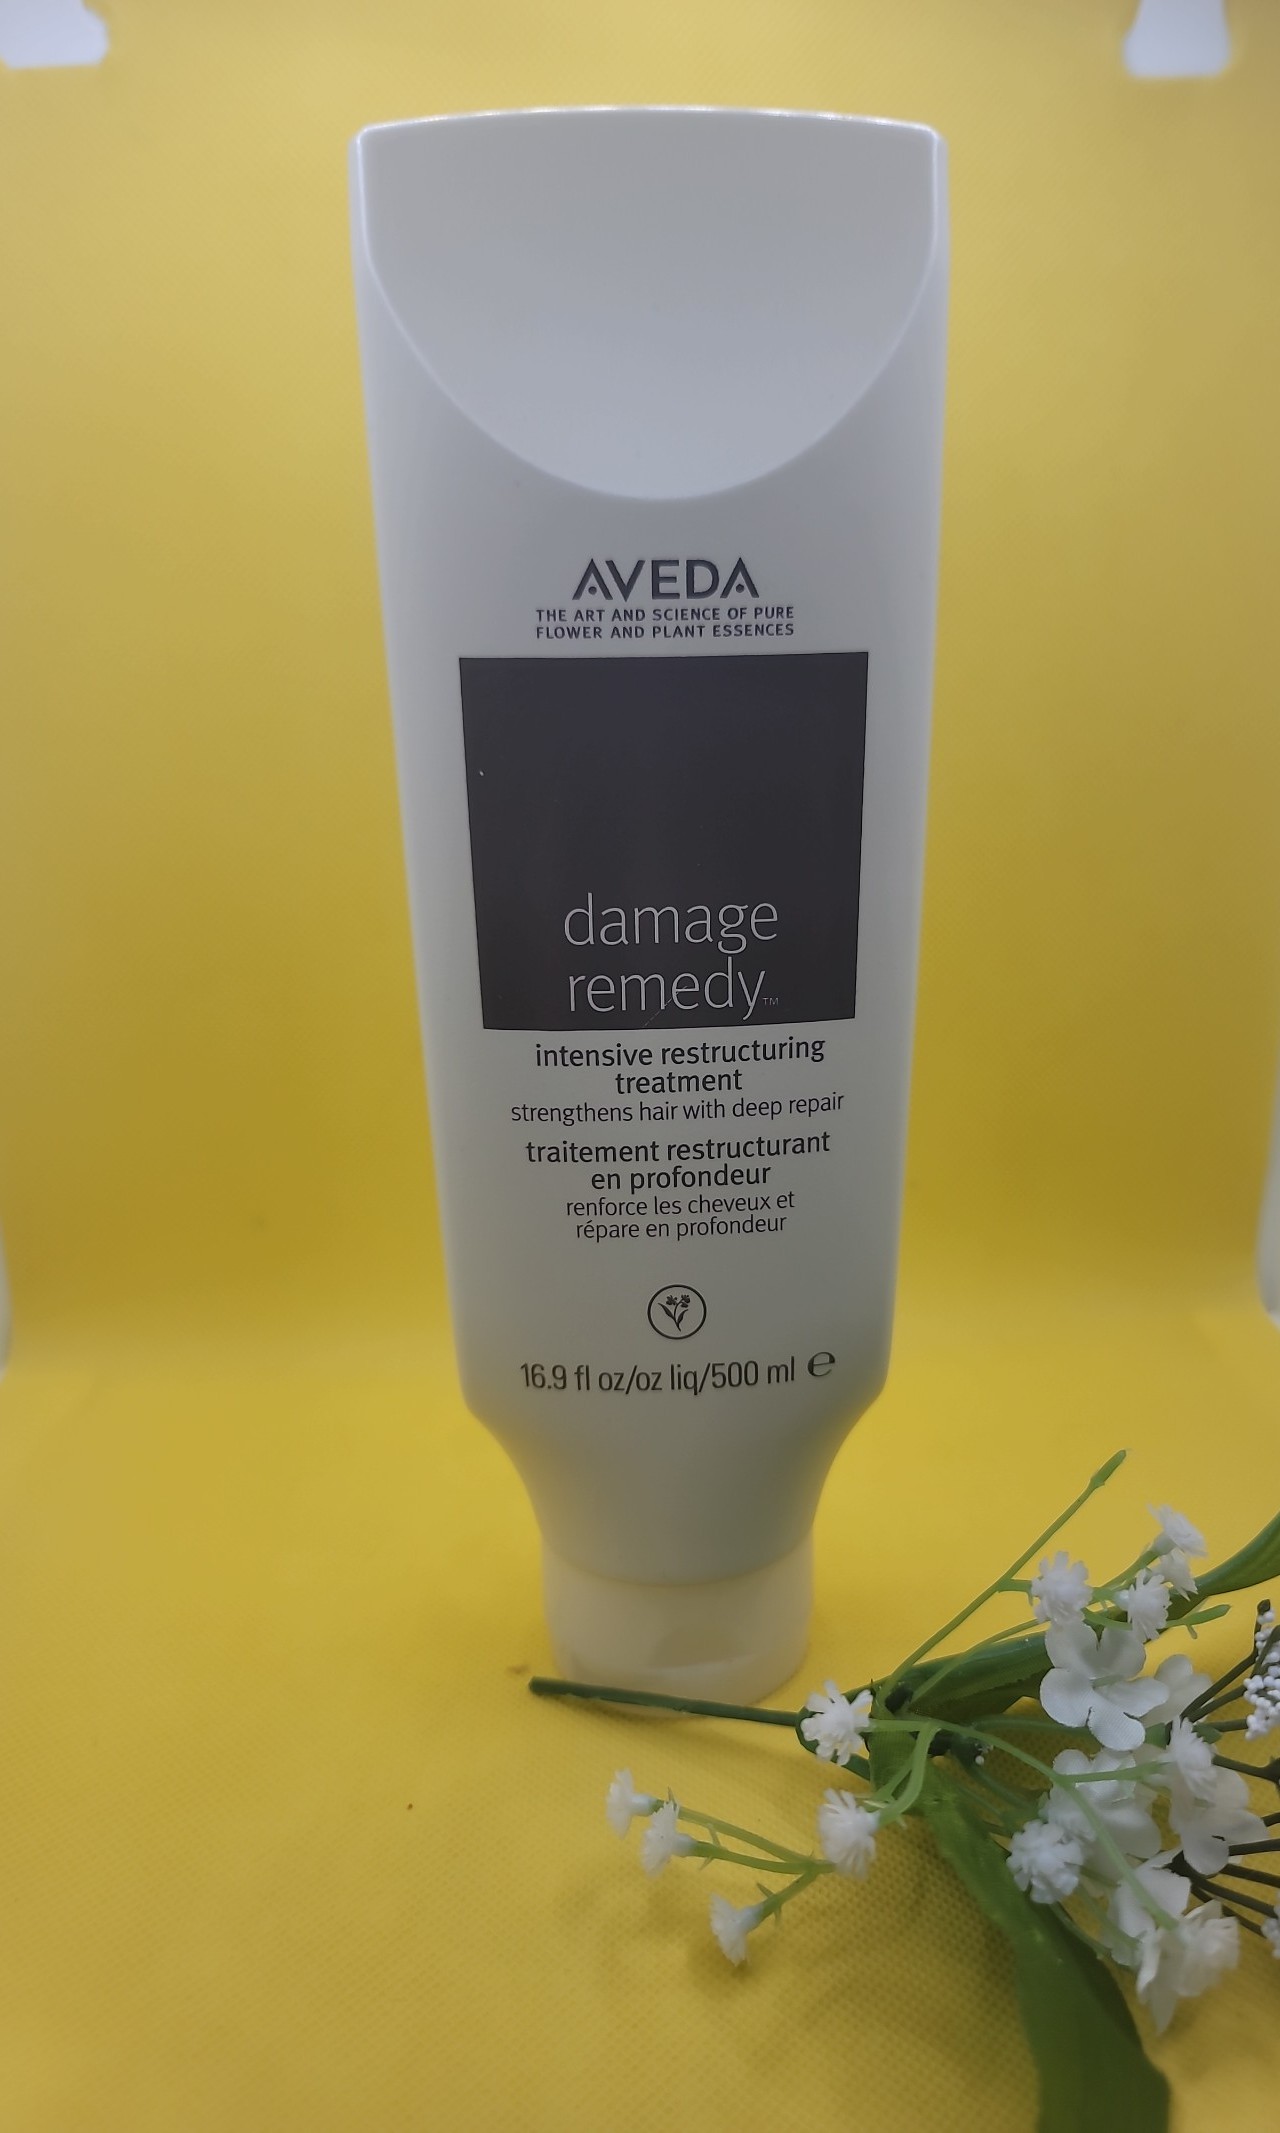 AVEDA
THE ART AND SCIENCE OF PURE
FLOWER AND PLANT ESSENCES
damage
remedy™
intensive restructuring
treatment
strengthens hair with deep repair
traitement restructurant
en profondeur
renforce les cheveux et
répare en profondeur
16.9 fl oz/oz liq/500 ml ℮